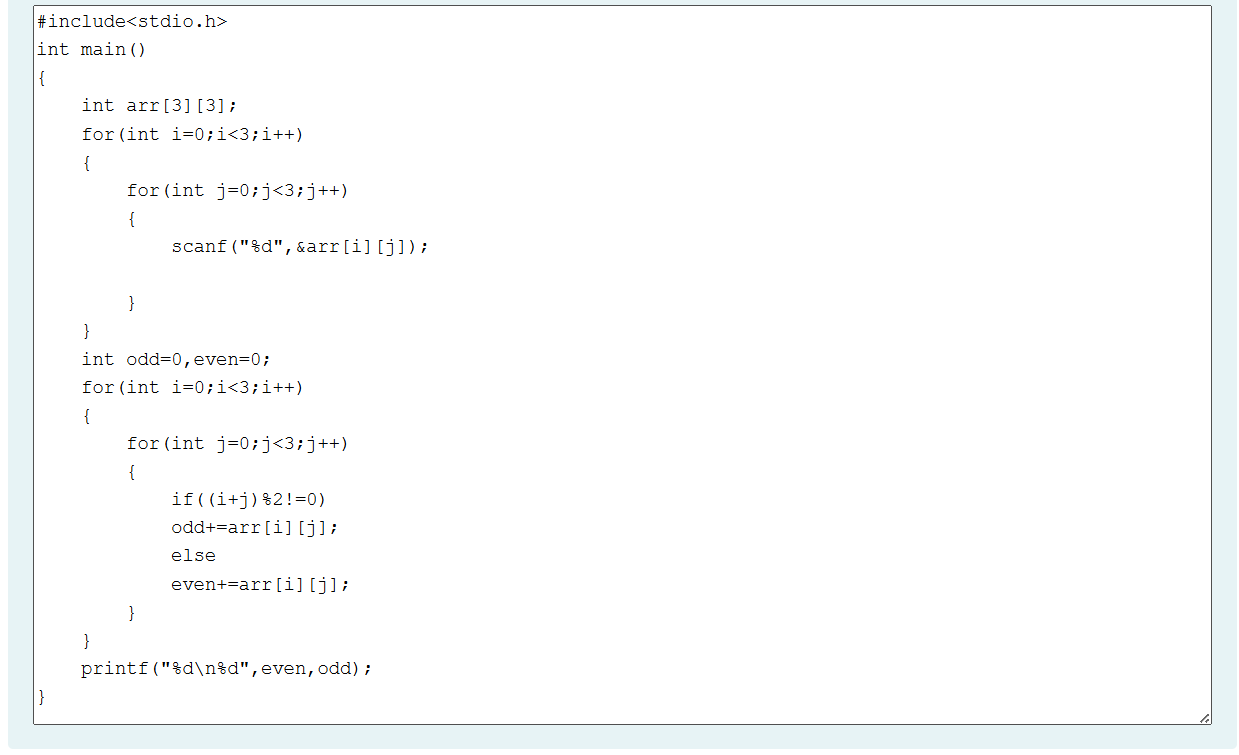 #include<stdio.h>
int main()
{
    int arr[3][3];
    for(int i=0;i<3;i++)
    {
        for(int j=0;j<3;j++)
        {
            scanf("%d",&arr[i][j]);

        }
    }
    int odd=0,even=0;
    for(int i=0;i<3;i++)
    {
        for(int j=0;j<3;j++)
        {
            if((i+j)%2!=0)
            odd+=arr[i][j];
            else
            even+=arr[i][j];
        }
    }
    printf("%d\n%d",even,odd);
}